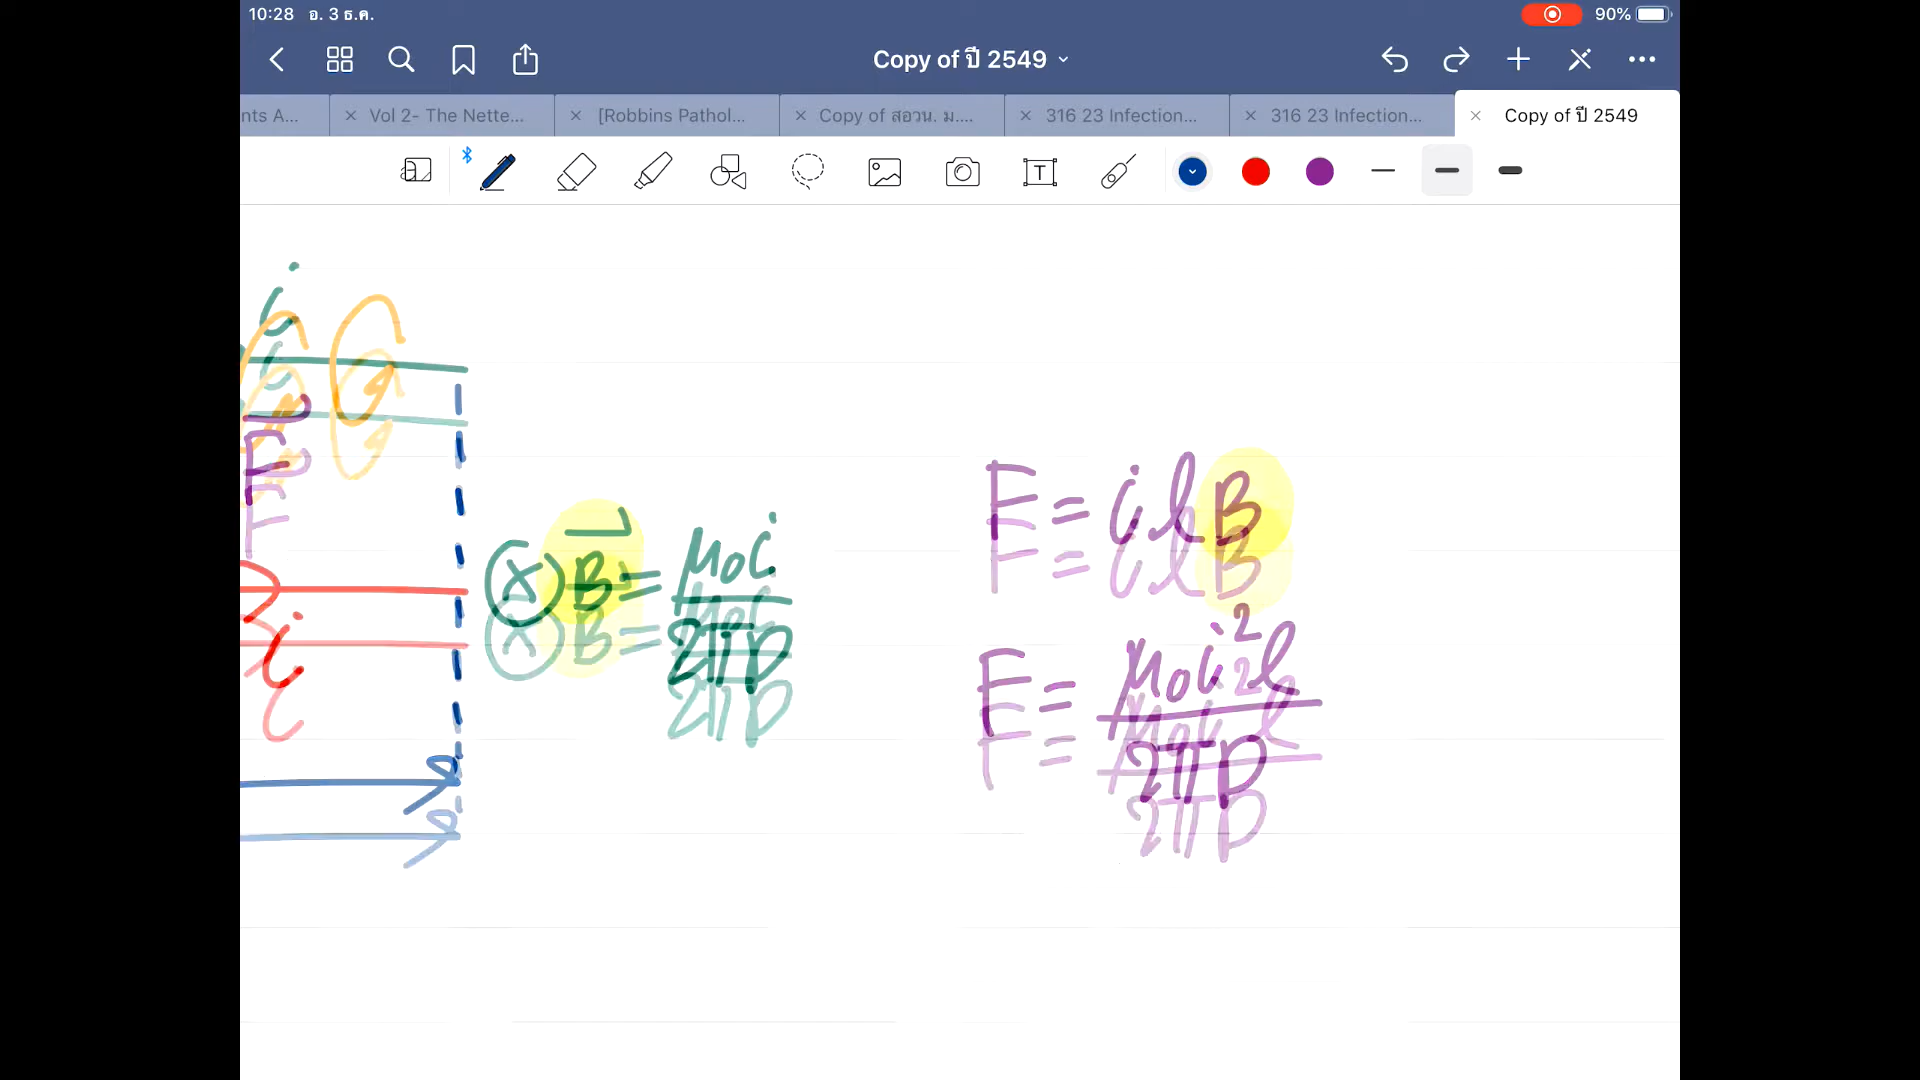 10:28 อ. 3 ธ.ค. 90%
Copy of ปี 2549
nts A... Vol 2- The Nette... [Robbins Pathol... Copy of สอวน. ม.... 316 23 Infection... 316 23 Infection... Copy of ปี 2549
T
i
F
i
B = μ₀i
2πD
F = ilB
F = μ₀i²l
2πD